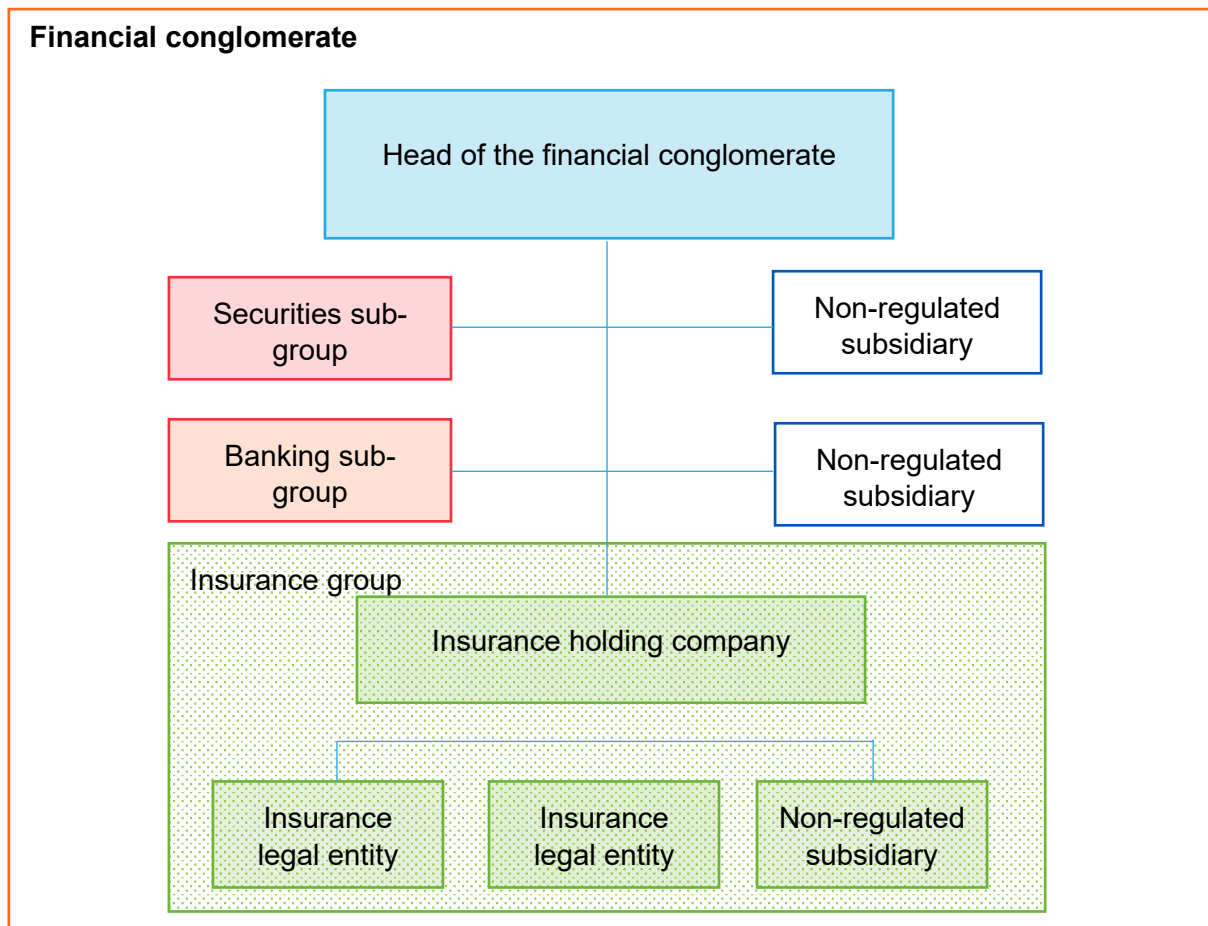 Financial conglomerate
Head of the financial conglomerate
Securities sub-
group
Non-regulated
subsidiary
Banking sub-
group
Non-regulated
subsidiary
Insurance group
Insurance holding company
Insurance
legal entity
Insurance
legal entity
Non-regulated
subsidiary